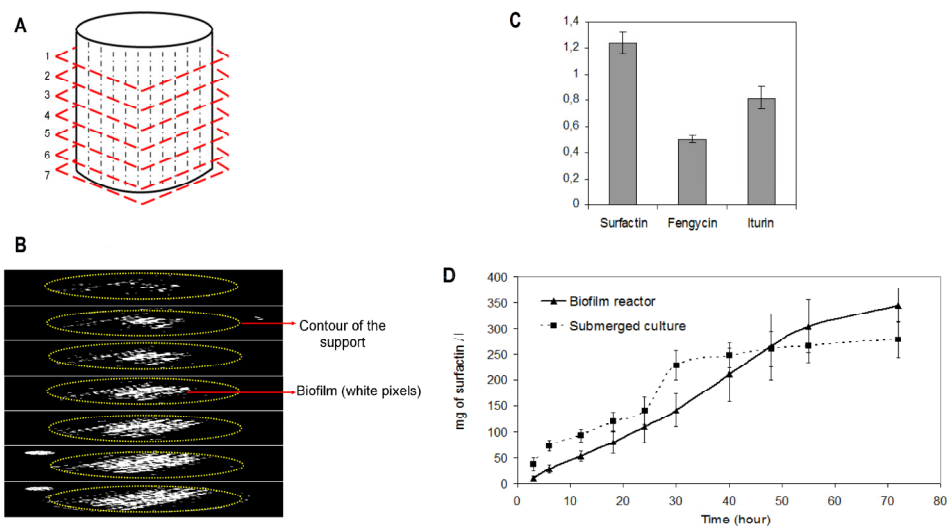 A
1
2
3
4
5
6
7
B
Contour of the
support
Biofilm (white pixels)
C
1,4
1,4
1,2
1
0,8
0,6
0,4
0,2
0
Surfactin Fengycin Iturin
D
400
350
300
250
200
150
100
50
0
mg of surfactin / l
Biofilm reactor
Submerged culture
0 10 20 30 40 50 60 70 80
Time (hour)